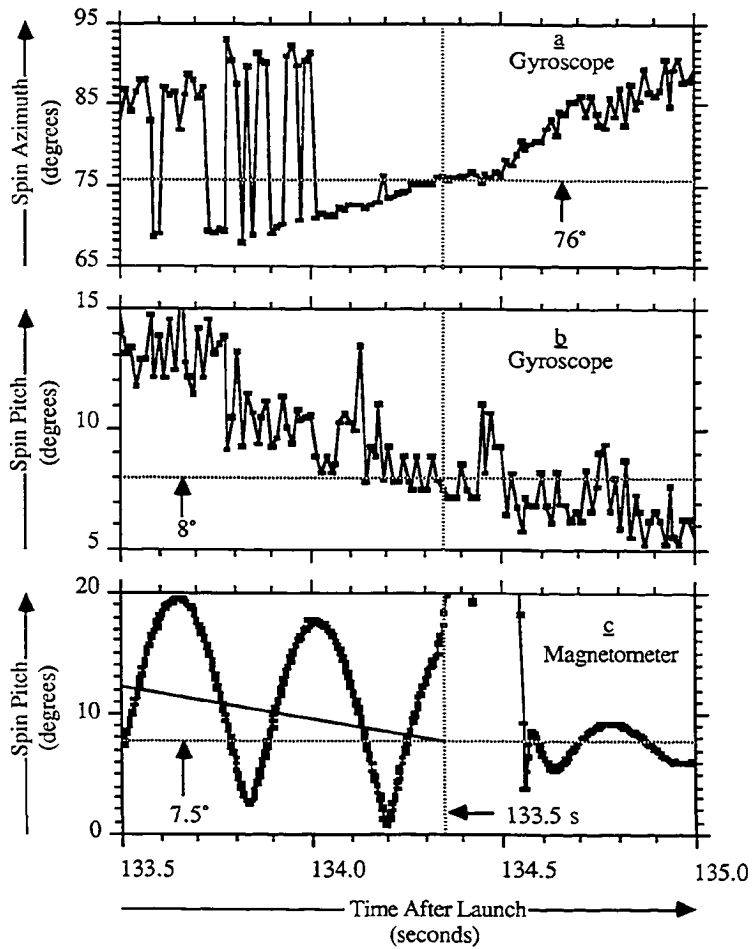 95
85
75
65
Spin Azimuth
(degrees)
a
Gyroscope
76°
15
10
5
Spin Pitch
(degrees)
b
Gyroscope
8°
20
10
0
Spin Pitch
(degrees)
c
Magnetometer
7.5°
133.5 s
133.5
134.0
134.5
135.0
Time After Launch
(seconds)